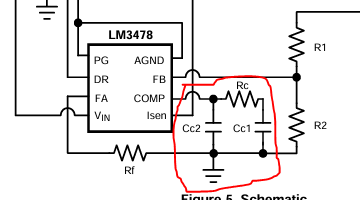 LM3478
PG AGND
DR FB
FA COMP
VIN Isen
Rc
Cc2 Cc1
Rf
R1
R2
Figure 5. Schematic